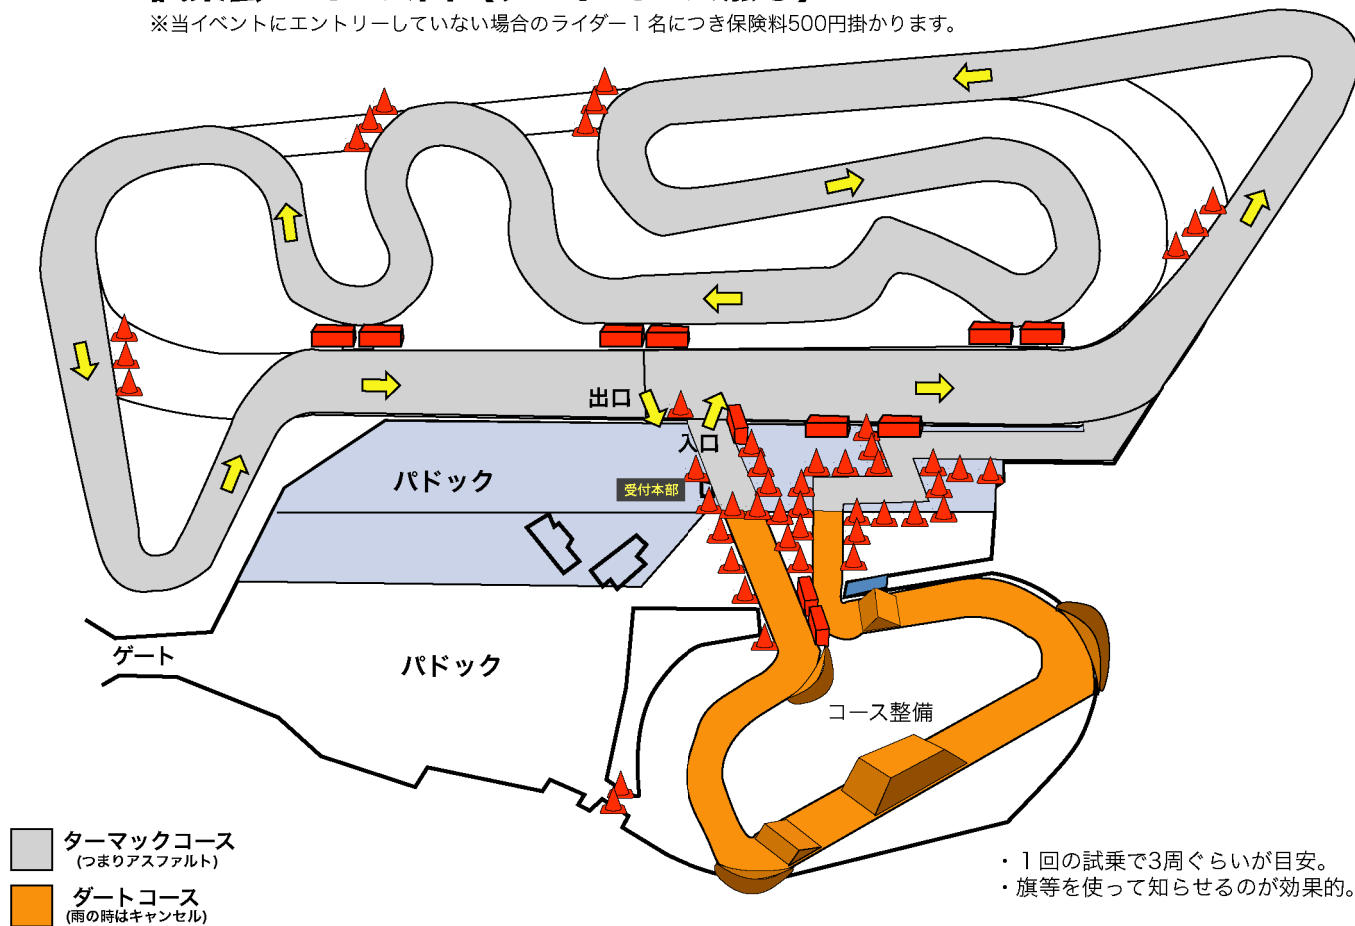 ※当イベントにエントリーしていない場合のライダー１名につき保険料500円掛かります。
出口
入口
パドック
受付本部
ゲート
パドック
コース整備
ターマックコース
(つまりアスファルト)
ダートコース
(雨の時はキャンセル)
・１回の試乗で3周ぐらいが目安。
・旗等を使って知らせるのが効果的。